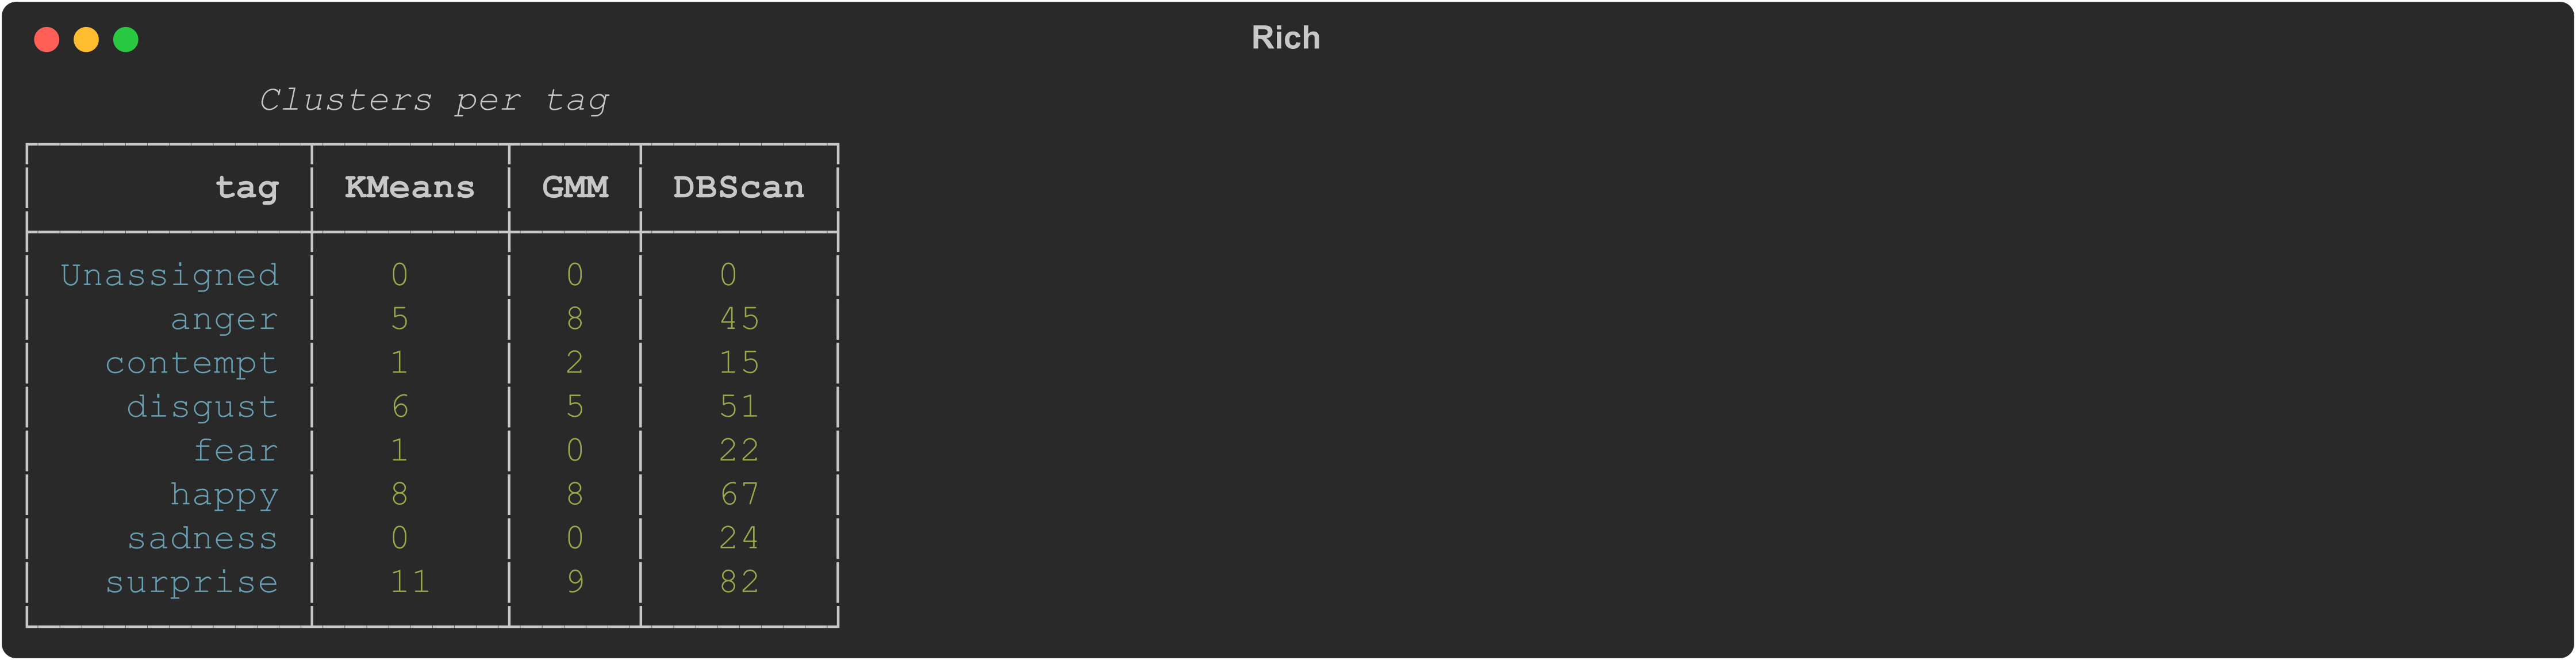 Rich
Clusters per tag
tag KMeans GMM DBScan
Unassigned 0 0 0
anger 5 8 45
contempt 1 2 15
disgust 6 5 51
fear 1 0 22
happy 8 8 67
sadness 0 0 24
surprise 11 9 82